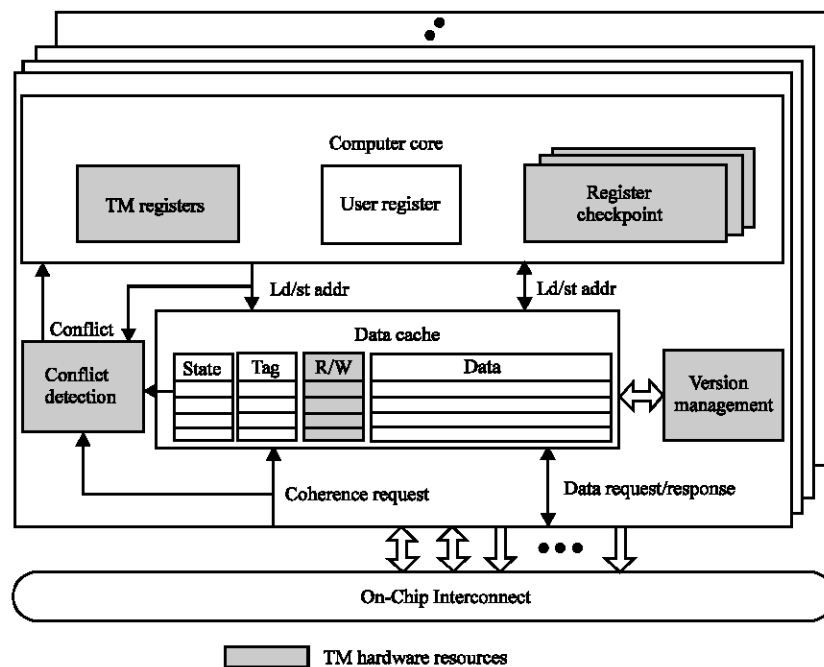 Computer core
TM registers
User register
Register
checkpoint
Ld/st addr
Ld/st addr
Conflict
Data cache
Conflict
detection
State
Tag
R/W
Data
Version
management
Coherence request
Data request/response
On-Chip Interconnect
TM hardware resources